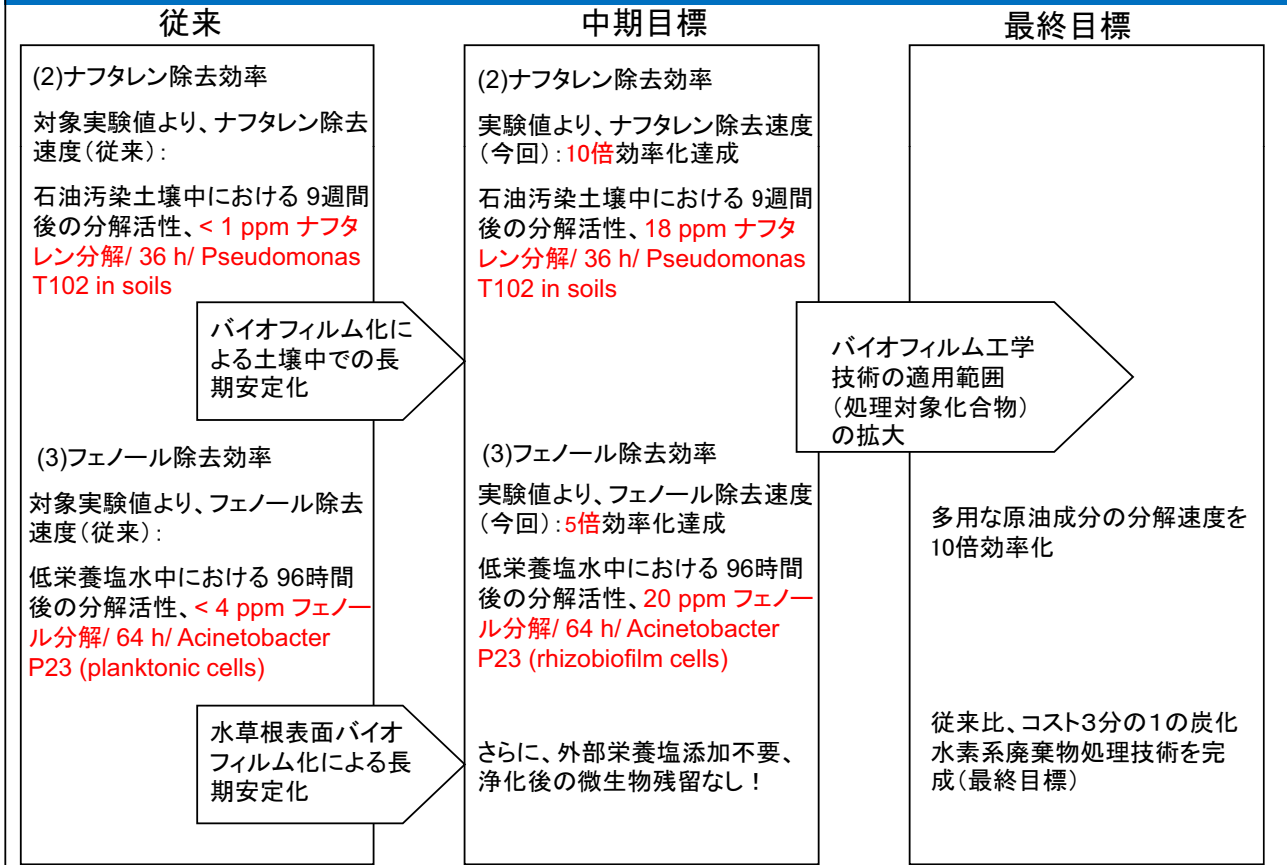 従来
(2)ナフタレン除去効率
対象実験値より、ナフタレン除去
速度(従来):
石油汚染土壌中における 9週間
後の分解活性、< 1 ppm ナフタ
レン分解/ 36 h/ Pseudomonas
T102 in soils
バイオフィルム化に
よる土壌中での長
期安定化
(3)フェノール除去効率
対象実験値より、フェノール除去
速度(従来):
低栄養塩水中における 96時間
後の分解活性、< 4 ppm フェノー
ル分解/ 64 h/ Acinetobacter
P23 (planktonic cells)
水草根表面バイオ
フィルム化による長
期安定化
中期目標
(2)ナフタレン除去効率
実験値より、ナフタレン除去速度
(今回):10倍効率化達成
石油汚染土壌中における 9週間
後の分解活性、18 ppm ナフタ
レン分解/ 36 h/ Pseudomonas
T102 in soils
(3)フェノール除去効率
実験値より、フェノール除去速度
(今回):5倍効率化達成
低栄養塩水中における 96時間
後の分解活性、20 ppm フェノー
ル分解/ 64 h/ Acinetobacter
P23 (rhizobiofilm cells)
さらに、外部栄養塩添加不要、
浄化後の微生物残留なし!
最終目標
バイオフィルム工学
技術の適用範囲
(処理対象化合物)
の拡大
多用な原油成分の分解速度を
10倍効率化
従来比、コスト3分の1の炭化
水素系廃棄物処理技術を完
成(最終目標)